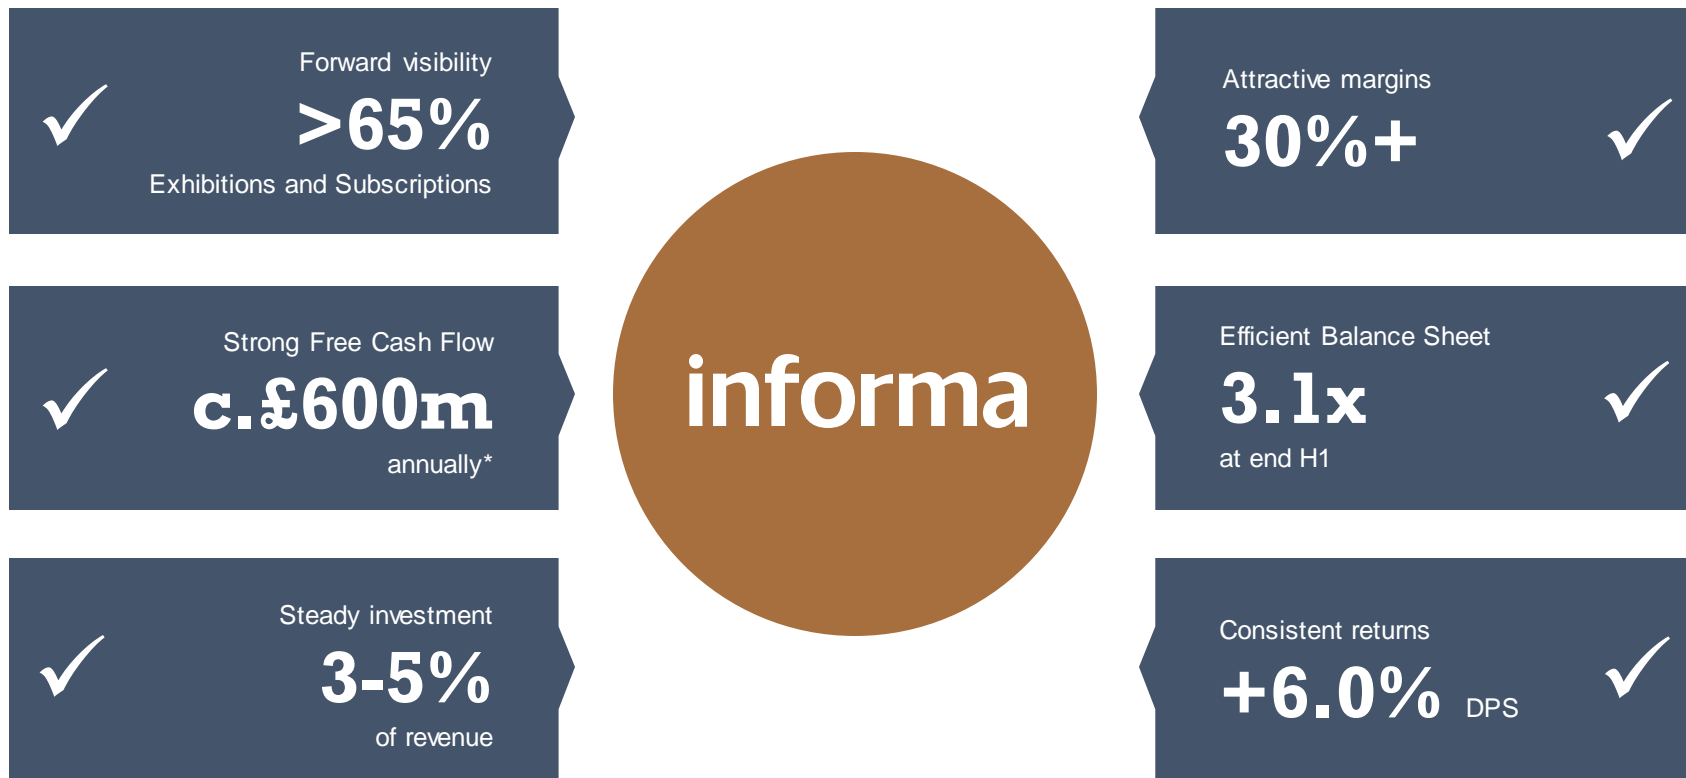 Forward visibility
>65%
Exhibitions and Subscriptions
Strong Free Cash Flow
c.£600m
annually*
Steady investment
3-5%
of revenue
informa
Attractive margins
30%+
Efficient Balance Sheet
3.1x
at end H1
Consistent returns
+6.0% DPS